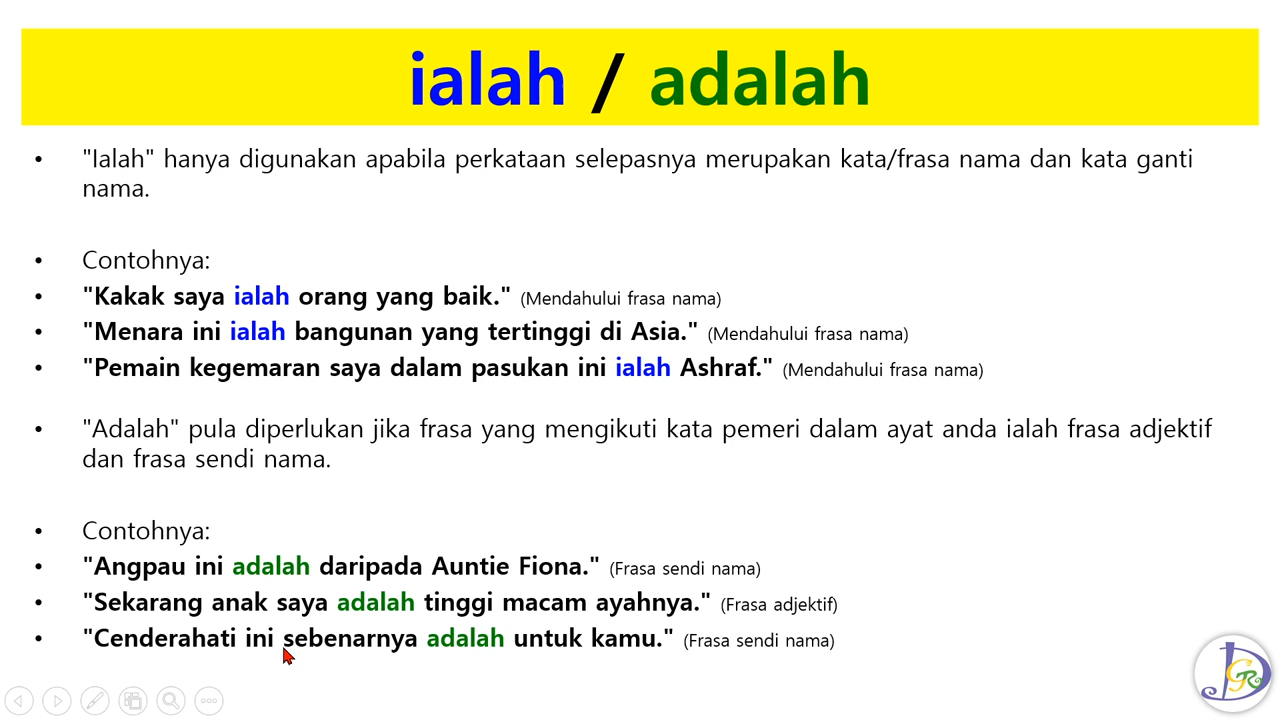 ialah / adalah
• "Ialah" hanya digunakan apabila perkataan selepasnya merupakan kata/frasa nama dan kata ganti
nama.
• Contohnya:
• "Kakak saya ialah orang yang baik." (Mendahului frasa nama)
• "Menara ini ialah bangunan yang tertinggi di Asia." (Mendahului frasa nama)
• "Pemain kegemaran saya dalam pasukan ini ialah Ashraf." (Mendahului frasa nama)
• "Adalah" pula diperlukan jika frasa yang mengikuti kata pemeri dalam ayat anda ialah frasa adjektif
dan frasa sendi nama.
• Contohnya:
• "Angpau ini adalah daripada Auntie Fiona." (Frasa sendi nama)
• "Sekarang anak saya adalah tinggi macam ayahnya." (Frasa adjektif)
• "Cenderahati ini sebenarnya adalah untuk kamu." (Frasa sendi nama)